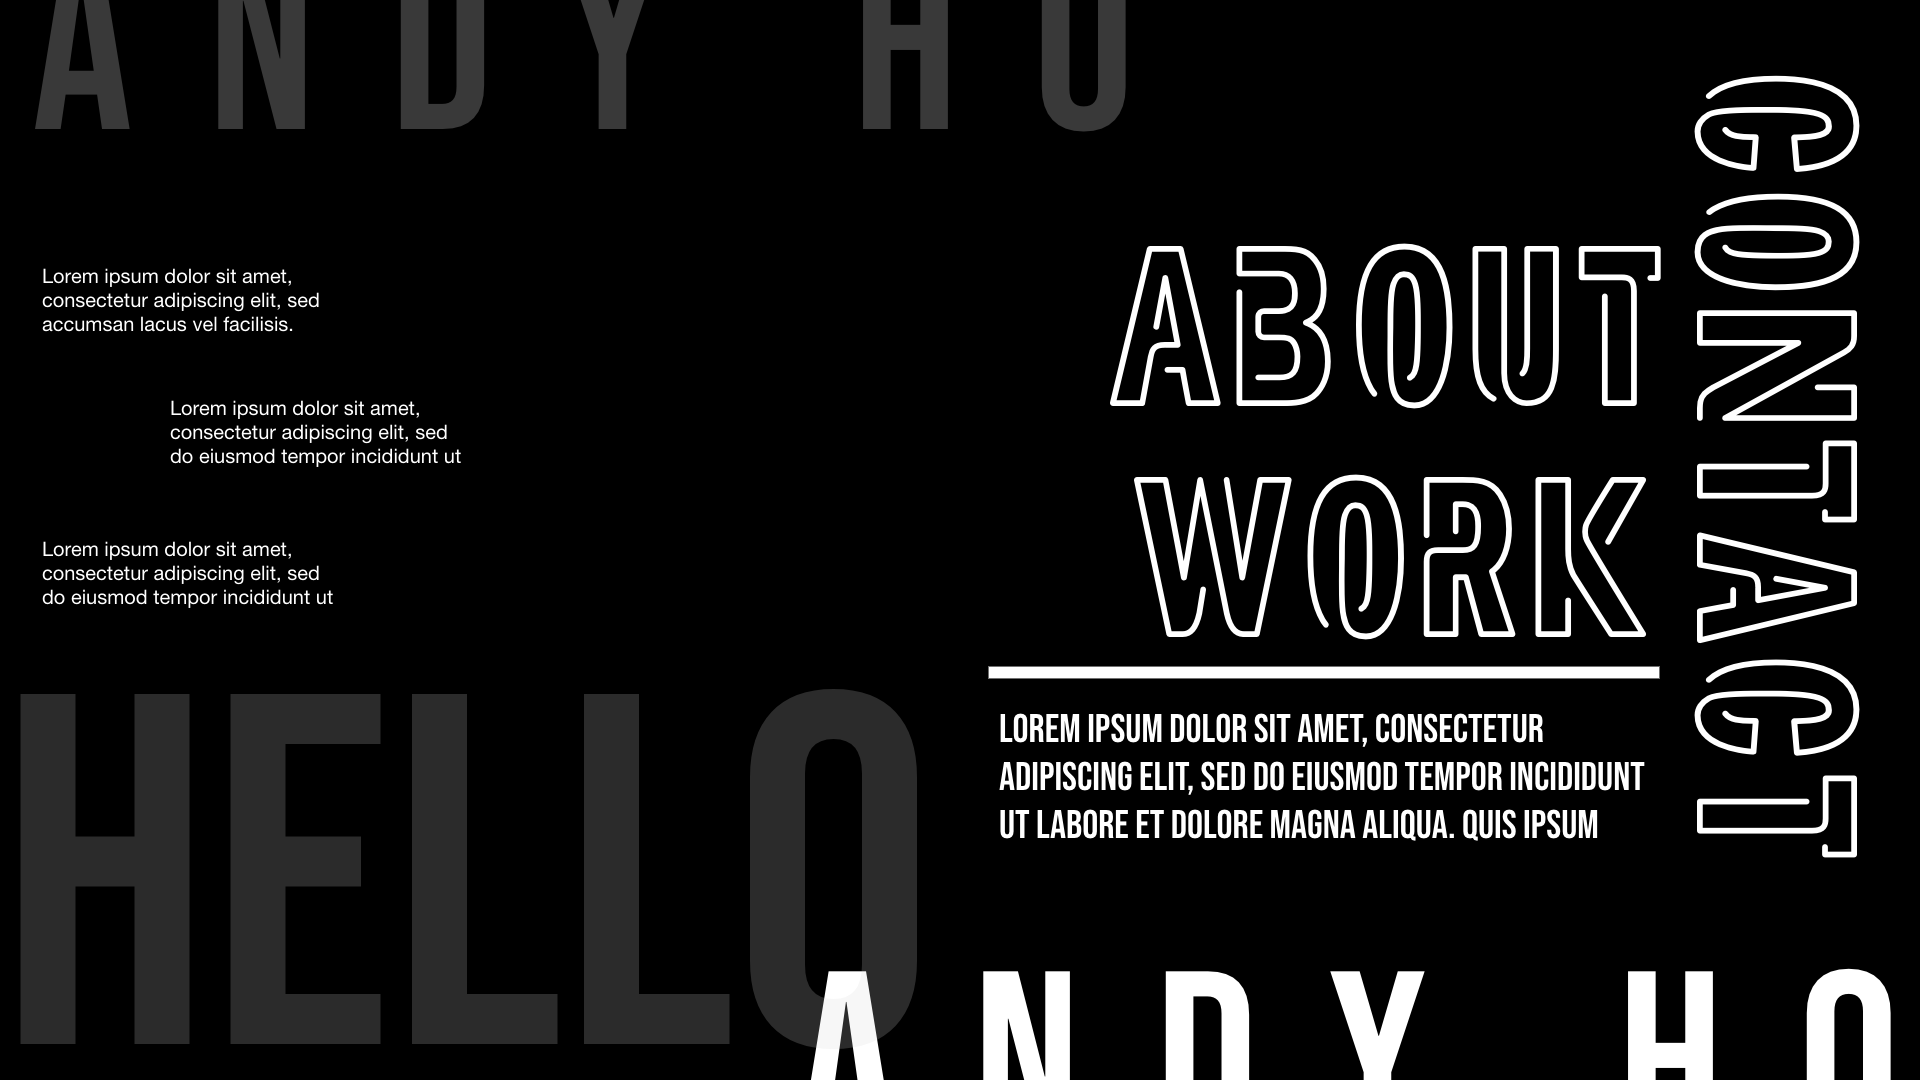 ANDY HO
Lorem ipsum dolor sit amet,
consectetur adipiscing elit, sed
accumsan lacus vel facilisis.
Lorem ipsum dolor sit amet,
consectetur adipiscing elit, sed
do eiusmod tempor incididunt ut
Lorem ipsum dolor sit amet,
consectetur adipiscing elit, sed
do eiusmod tempor incididunt ut
HELLO
ABOUT
WORK
CONTACT
LOREM IPSUM DOLOR SIT AMET, CONSECTETUR
ADIPISCING ELIT, SED DO EIUSMOD TEMPOR INCIDIDUNT
UT LABORE ET DOLORE MAGNA ALIQUA. QUIS IPSUM
ANDY HO